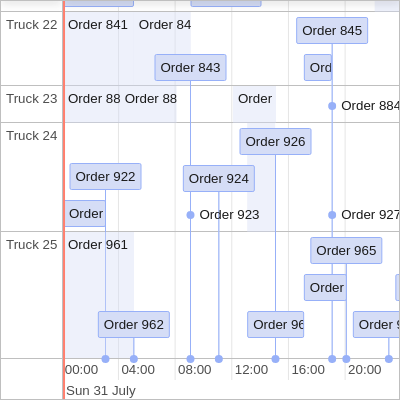 Truck 22 Order 841 Order 84 Order 845
Order 843 Ord
Truck 23 Order 88 Order 88 Order Order 884
Truck 24 Order 926
Order 922 Order 924
Order Order 923 Order 927
Truck 25 Order 961 Order 965
Order
Order 962 Order 96 Order 9
00:00 04:00 08:00 12:00 16:00 20:00
Sun 31 July